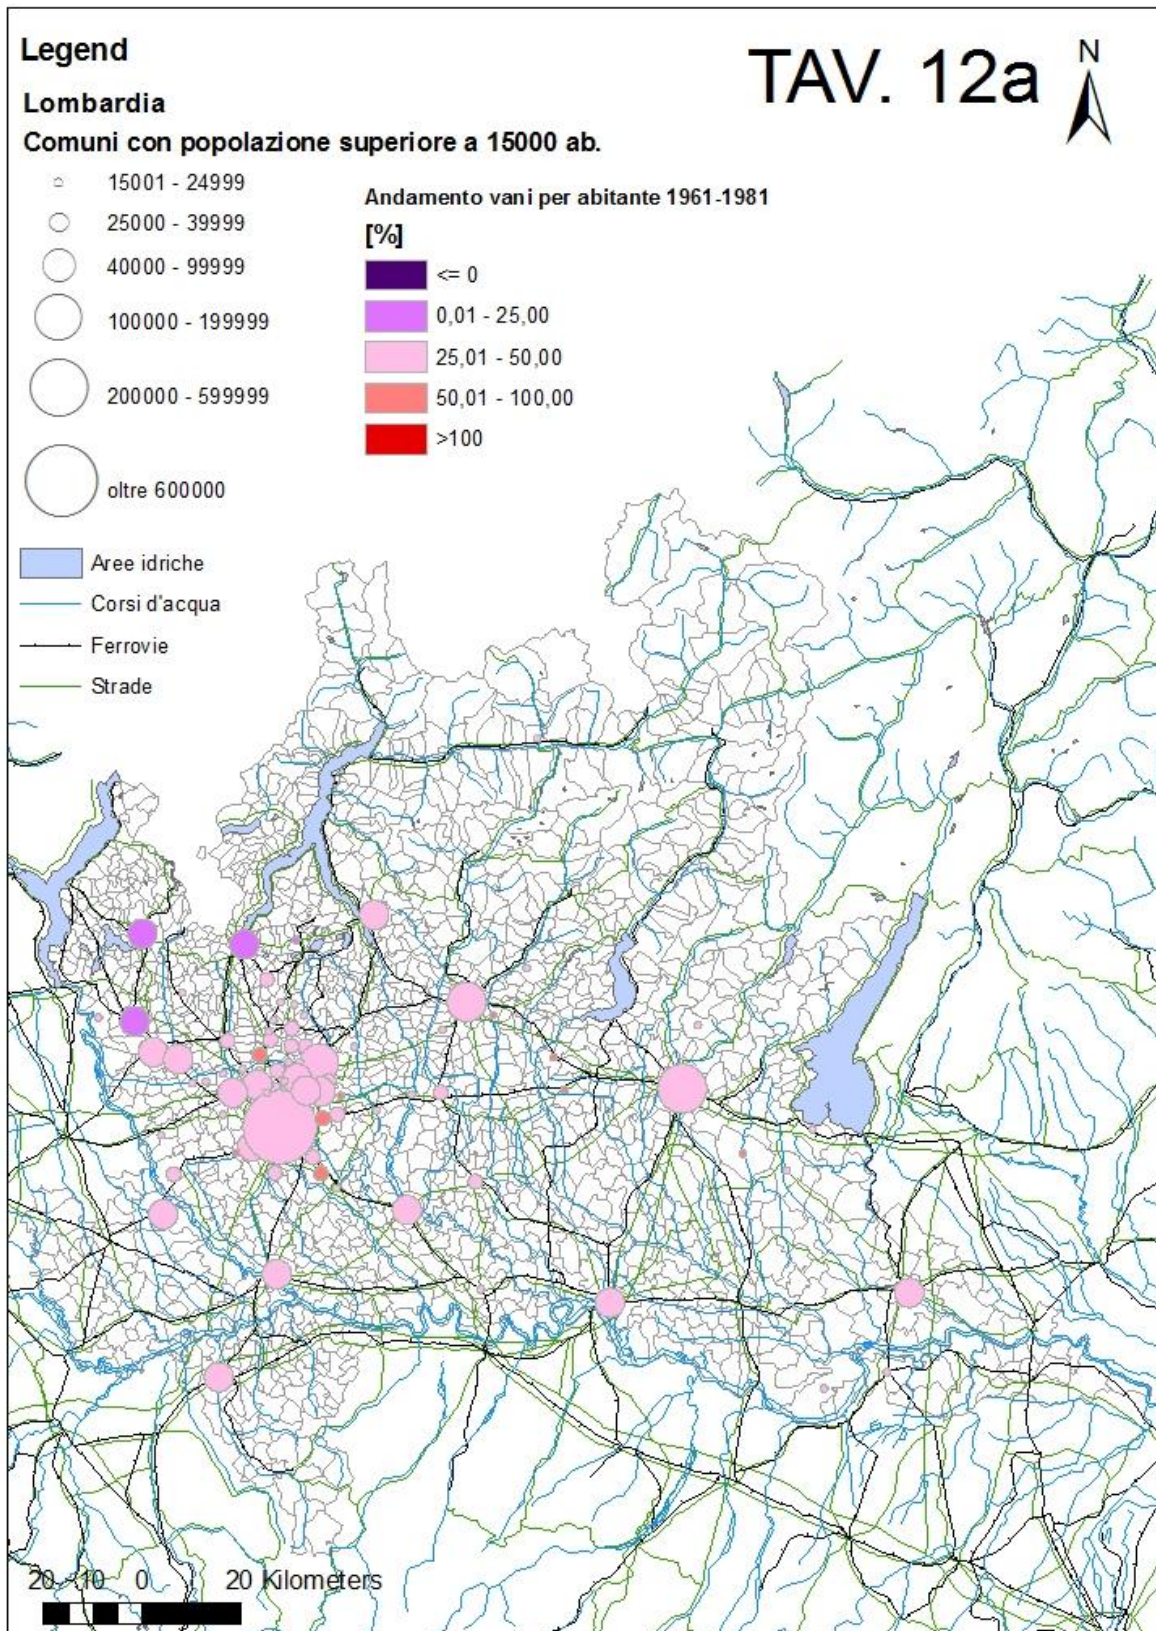 Legend
TAV. 12a
N
Lombardia
Comuni con popolazione superiore a 15000 ab.
15001 - 24999
25000 - 39999
40000 - 99999
100000 - 199999
200000 - 599999
oltre 600000
Andamento vani per abitante 1961-1981
[%]
<= 0
0,01 - 25,00
25,01 - 50,00
50,01 - 100,00
>100
Aree idriche
Corsi d'acqua
Ferrovie
Strade
20 10 0 20 Kilometers